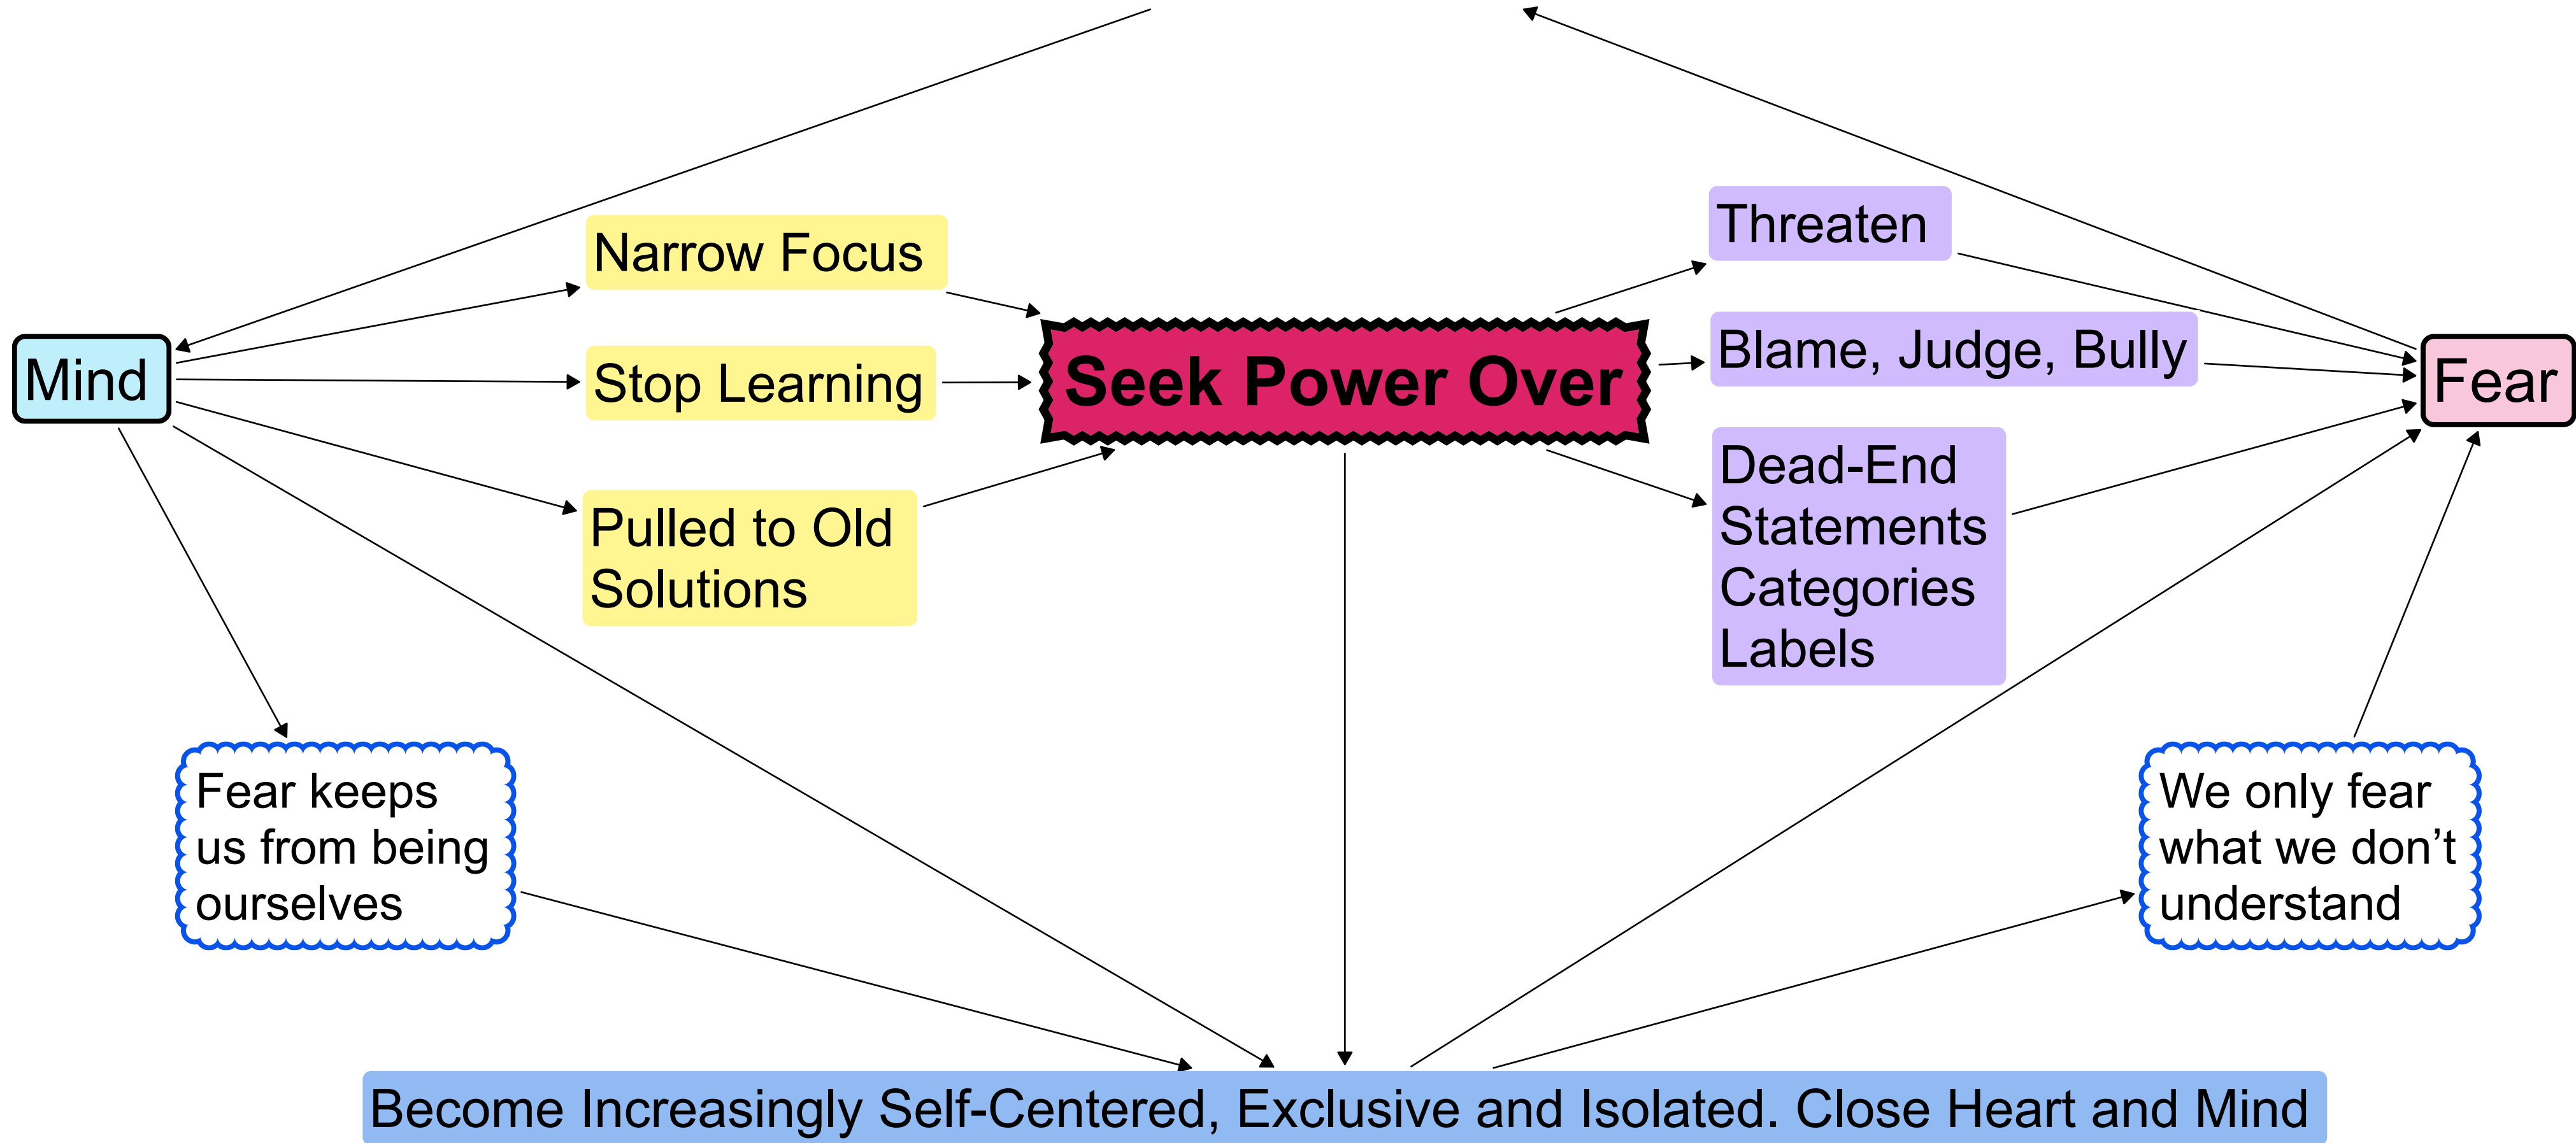 Mind
Narrow Focus
Stop Learning
Pulled to Old
Solutions
Seek Power Over
Threaten
Blame, Judge, Bully
Dead-End
Statements
Categories
Labels
Fear
Fear keeps
us from being
ourselves
We only fear
what we don’t
understand
Become Increasingly Self-Centered, Exclusive and Isolated. Close Heart and Mind